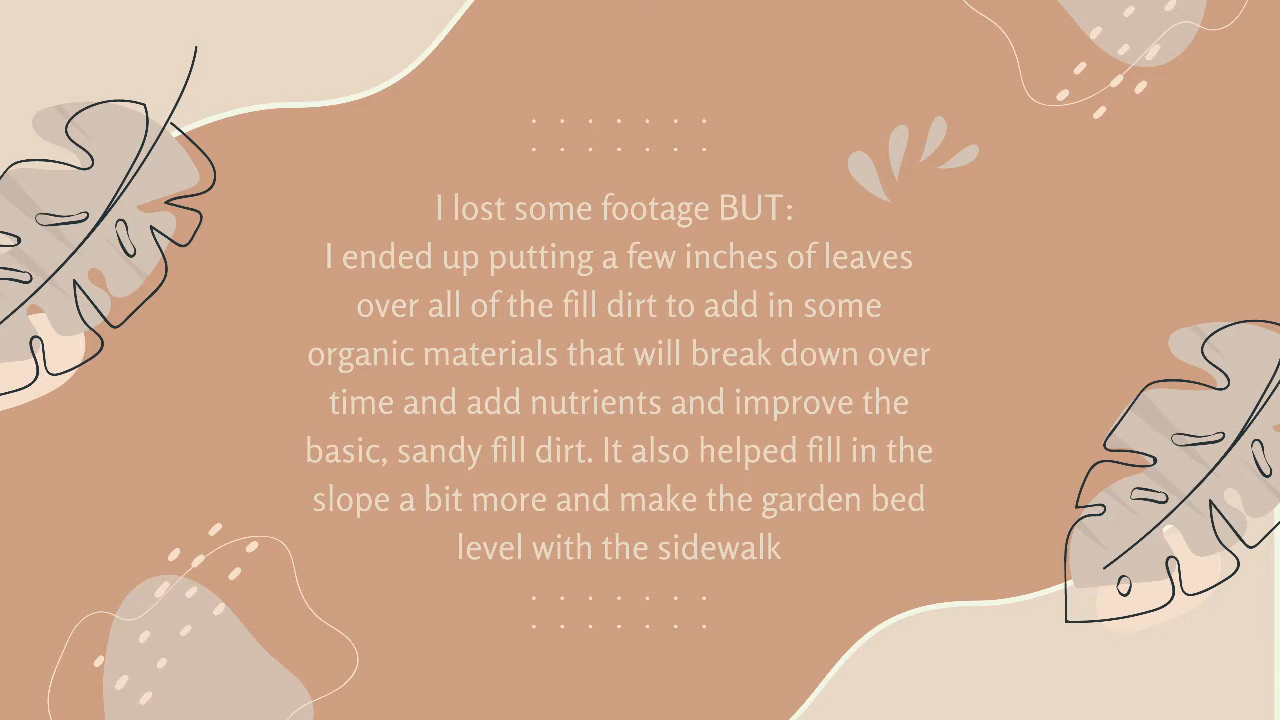 I lost some footage BUT:
I ended up putting a few inches of leaves
over all of the fill dirt to add in some
organic materials that will break down over
time and add nutrients and improve the
basic, sandy fill dirt. It also helped fill in the
slope a bit more and make the garden bed
level with the sidewalk